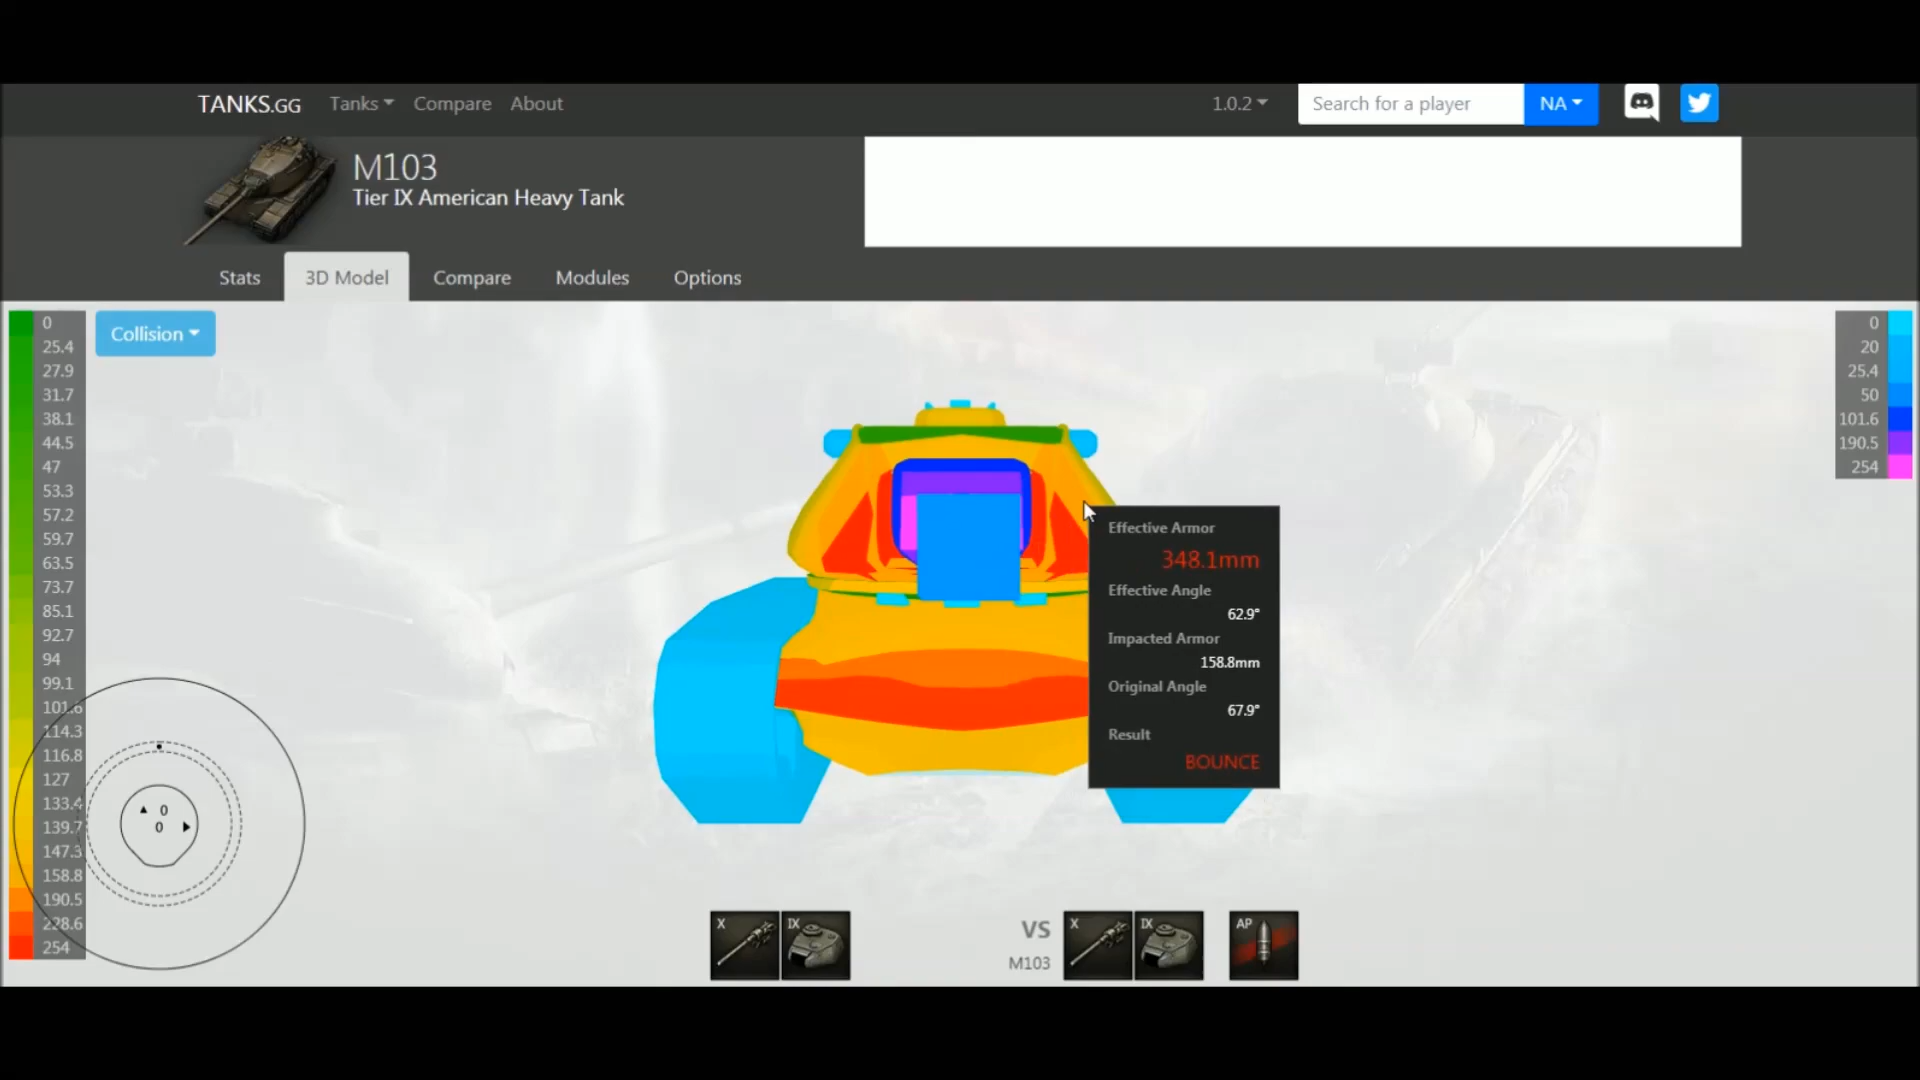 TANKS.GG Tanks Compare About 1.0.2 Search for a player NA
M103
Tier IX American Heavy Tank
Stats 3D Model Compare Modules Options
Collision
0
25.4
27.9
31.7
38.1
44.5
47
53.3
57.2
59.7
63.5
73.7
85.1
92.7
94
99.1
101.6
114.3
116.8
127
133.4
139.7
147.3
158.8
190.5
228.6
254
0
0
0
20
25.4
50
101.6
190.5
254
Effective Armor
348.1mm
Effective Angle
62.9°
Impacted Armor
158.8mm
Original Angle
67.9°
Result
BOUNCE
X IX VS X IX AP
M103